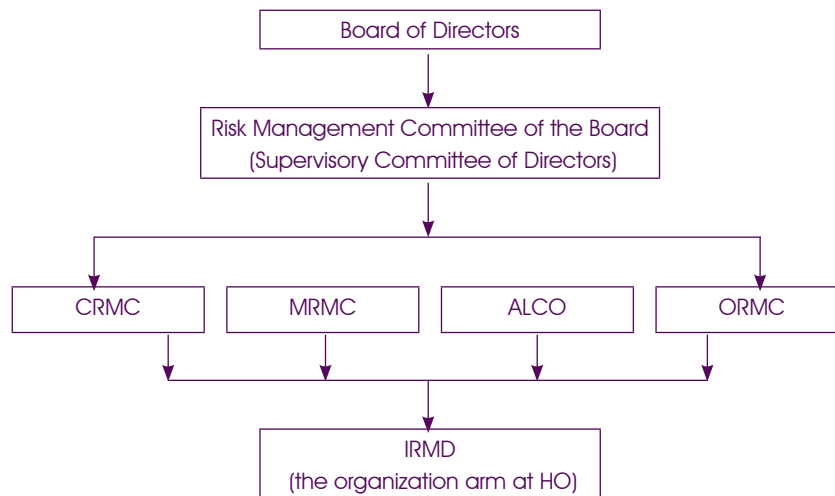 Board of Directors
Risk Management Committee of the Board
(Supervisory Committee of Directors)
CRMC
MRMC
ALCO
ORMC
IRMD
(the organization arm at HO)